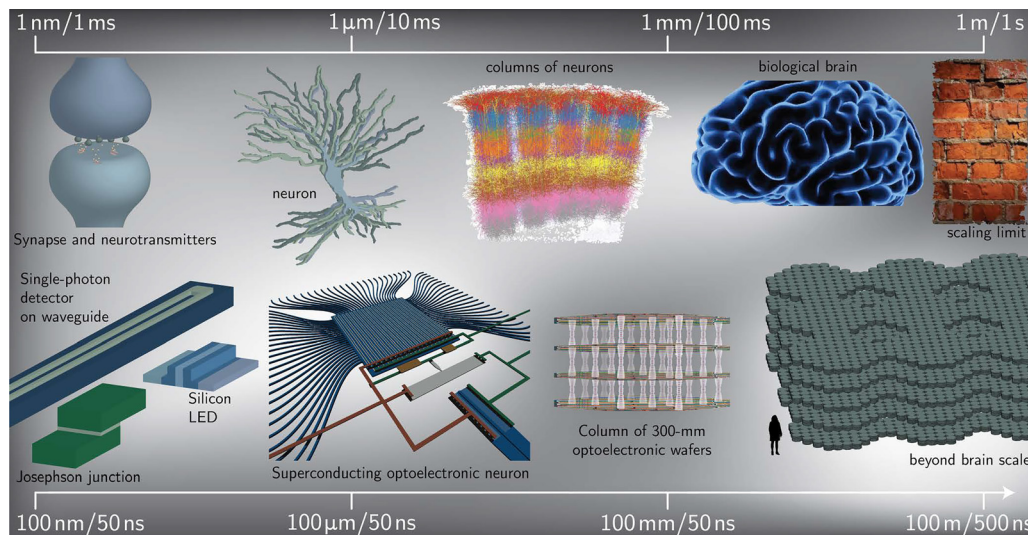 1 nm/1 ms
1 μm/10 ms
1 mm/100 ms
1 m/1 s
columns of neurons
biological brain
neuron
Synapse and neurotrasmitters
scaling limit
Single-photon
detector
on waveguide
Silicon
LED
Josephson junction
Superconducting optoelectronic neuron
Column of 300-mm
optoelectronic wafers
beyond brain scale
100 nm/50 ns
100 μm/50 ns
100 mm/50 ns
100 m/500 ns